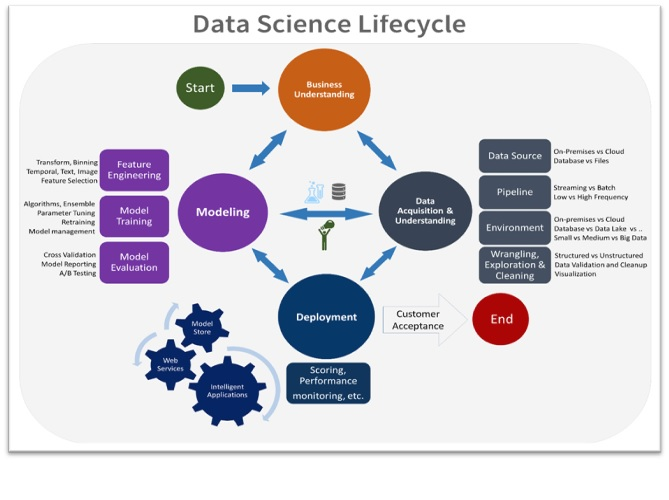 Data Science Lifecycle
Start
Business
Understanding
Transform, Binning
Temporal, Text, Image
Feature Selection
Feature
Engineering
Algorithms, Ensemble
Parameter Tuning
Retraining
Model management
Model
Training
Cross Validation
Model Reporting
A/B Testing
Model
Evaluation
Modeling
Data
Acquisition &
Understanding
Data Source
On-Premises vs Cloud
Database vs Files
Pipeline
Streaming vs Batch
Low vs High Frequency
Environment
On-premises vs Cloud
Database vs Data Lake vs ..
Small vs Medium vs Big Data
Wrangling,
Exploration &
Cleaning
Structured vs Unstructured
Data Validation and Cleanup
Visualization
Deployment
Customer
Acceptance
End
Scoring,
Performance
monitoring, etc.
Model
Store
Web
Services
Intelligent
Applications